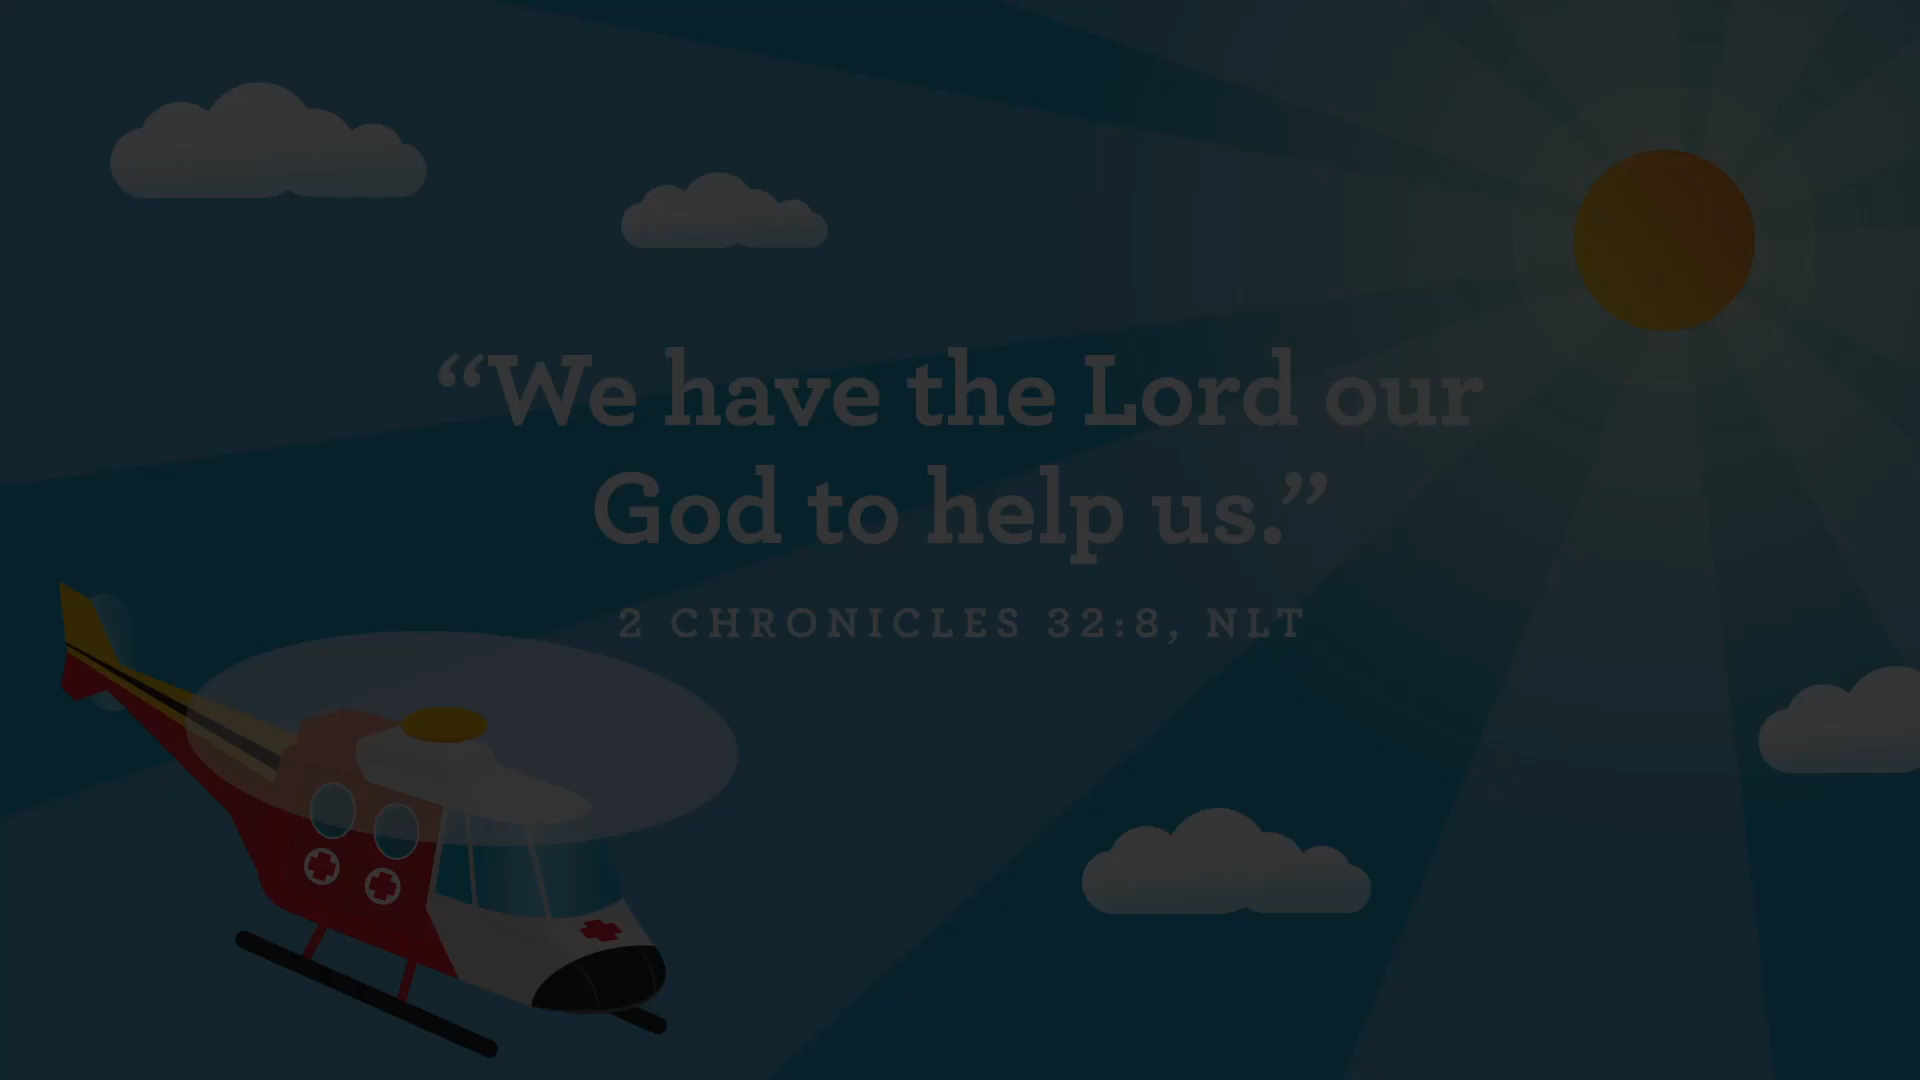 “We have the Lord our
God to help us.”
2 CHRONICLES 32:8, NLT